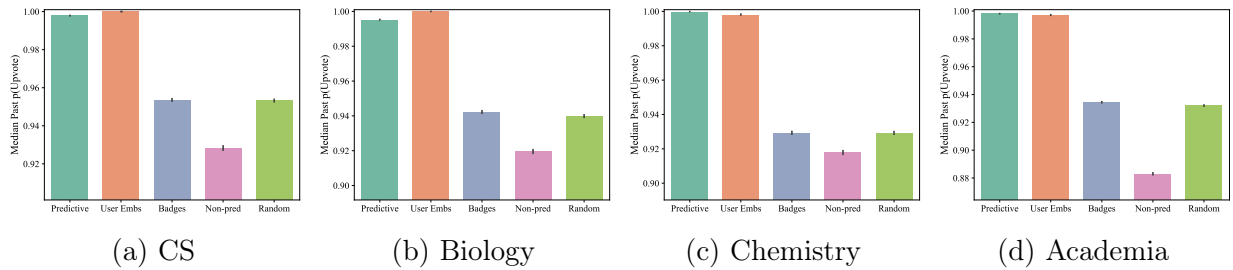 Median Past p(Upvote)
1.00
0.98
0.96
0.94
0.92
Predictive User Embs Badges Non-pred Random
(a) CS
Median Past p(Upvote)
1.00
0.98
0.96
0.94
0.92
0.90
Predictive User Embs Badges Non-pred Random
(b) Biology
Median Past p(Upvote)
1.00
0.98
0.96
0.94
0.92
0.90
Predictive User Embs Badges Non-pred Random
(c) Chemistry
Median Past p(Upvote)
1.00
0.98
0.96
0.94
0.92
0.90
0.88
Predictive User Embs Badges Non-pred Random
(d) Academia